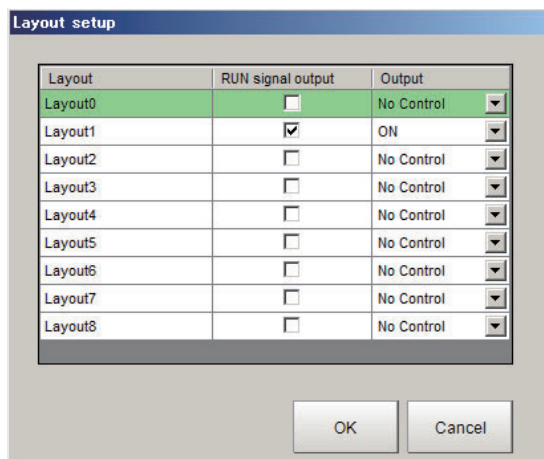 Layout setup
Layout RUN signal output Output
Layout0 No Control
Layout1 ON
Layout2 No Control
Layout3 No Control
Layout4 No Control
Layout5 No Control
Layout6 No Control
Layout7 No Control
Layout8 No Control
OK Cancel